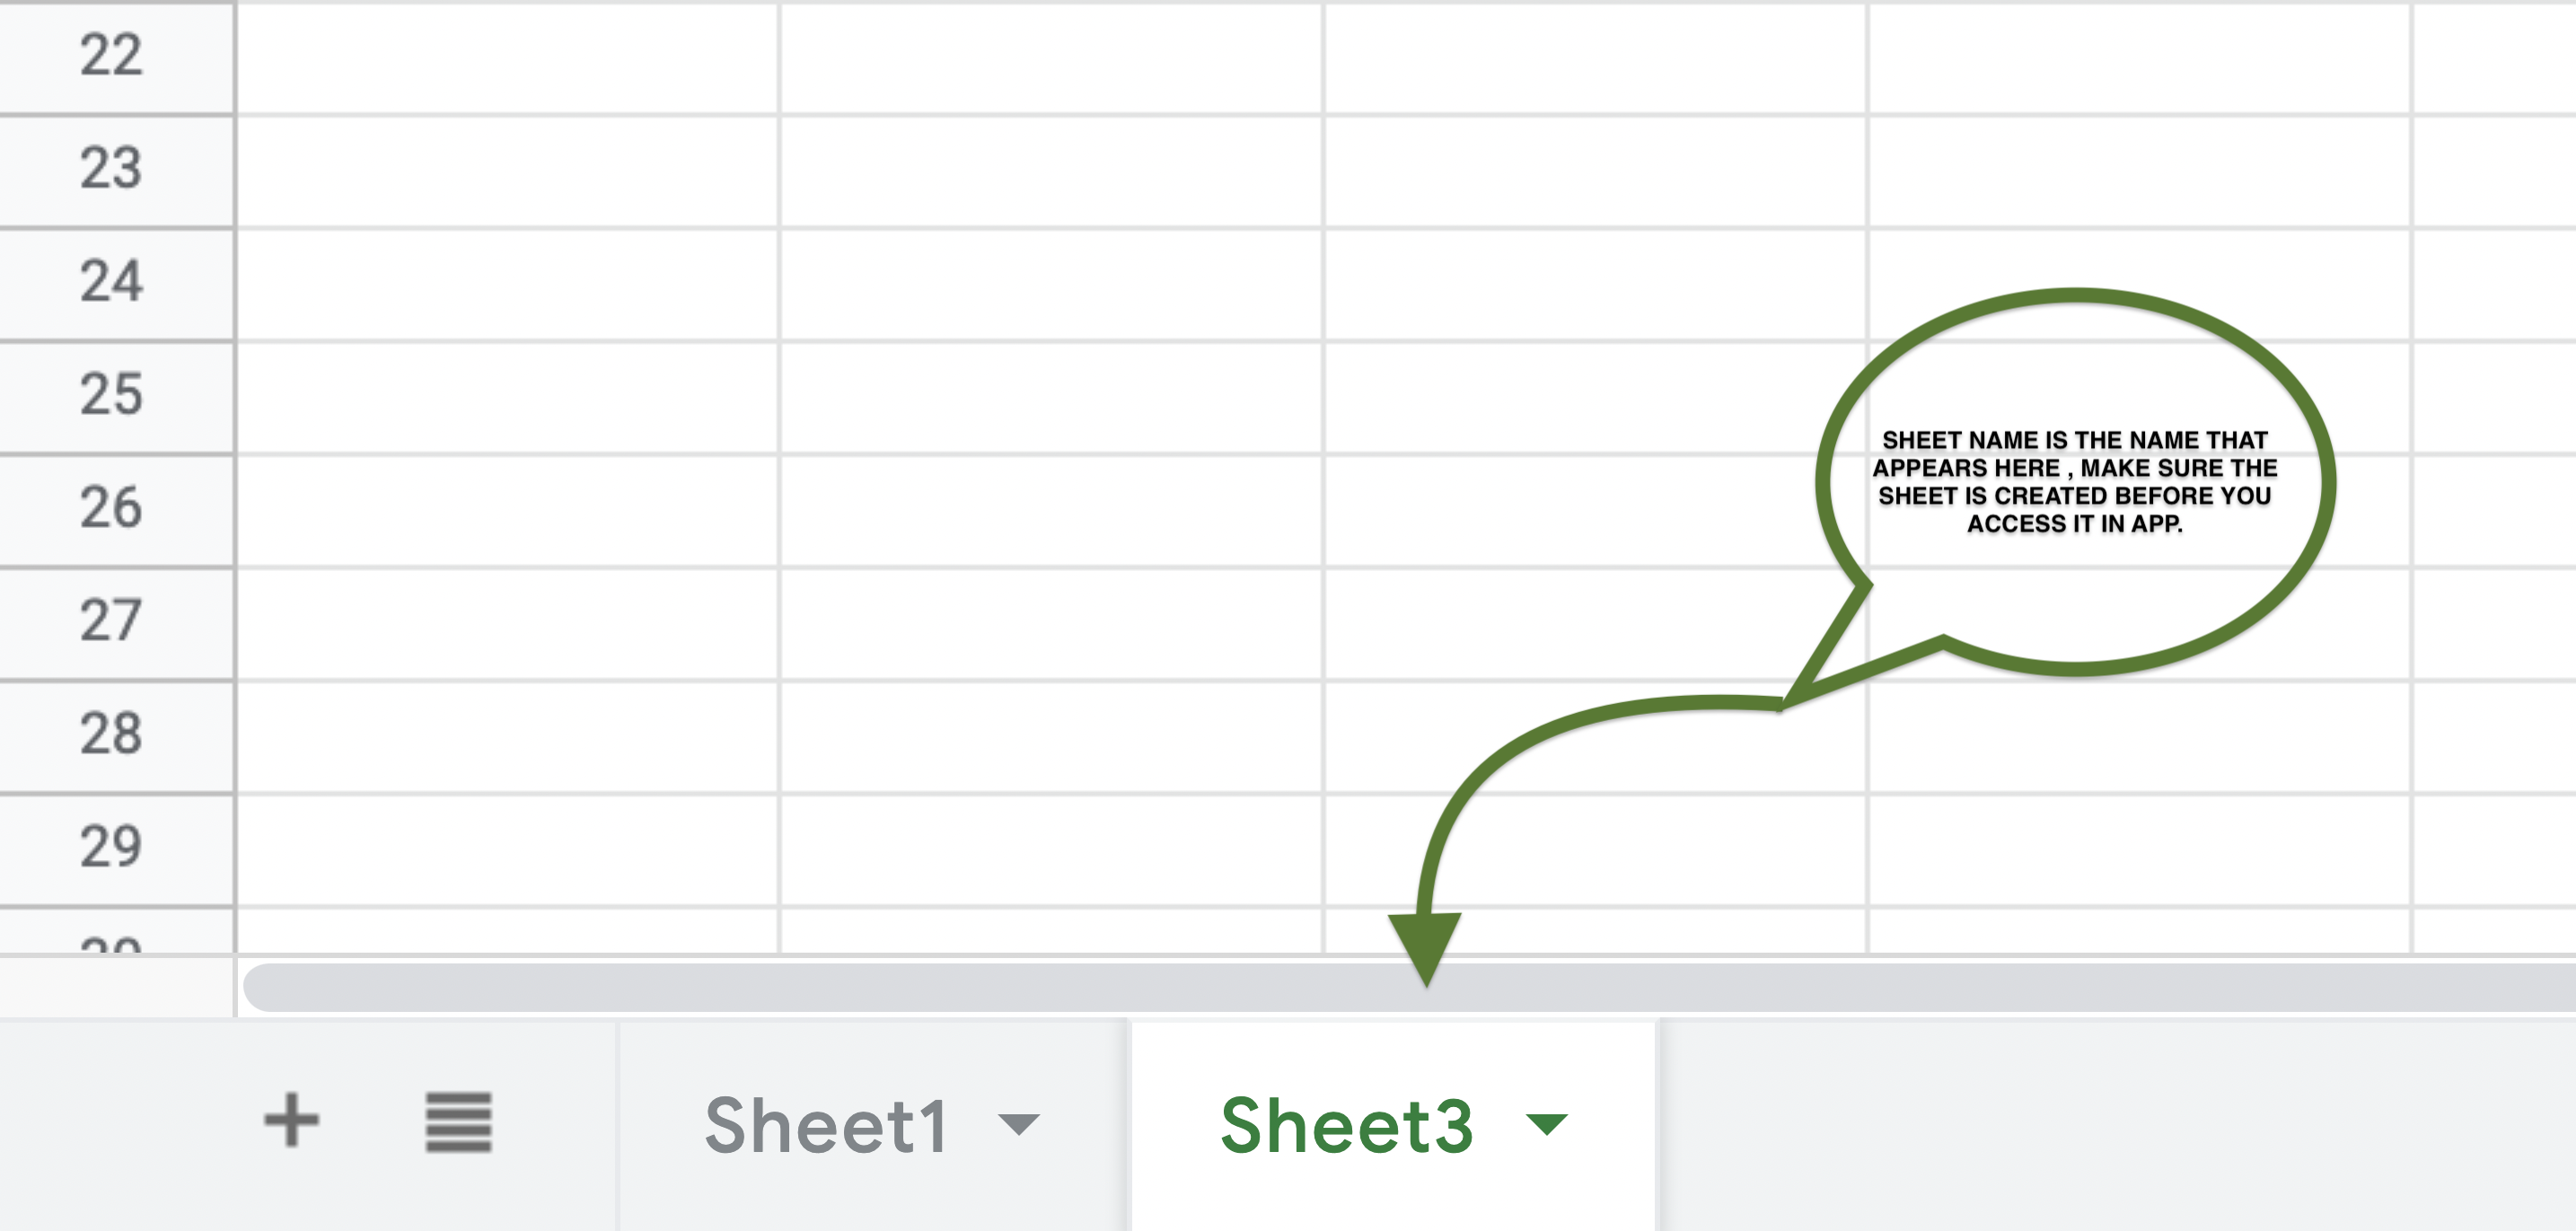 22
23
24
25
SHEET NAME IS THE NAME THAT
APPEARS HERE , MAKE SURE THE
SHEET IS CREATED BEFORE YOU
ACCESS IT IN APP.
26
27
28
29
Sheet1
Sheet3